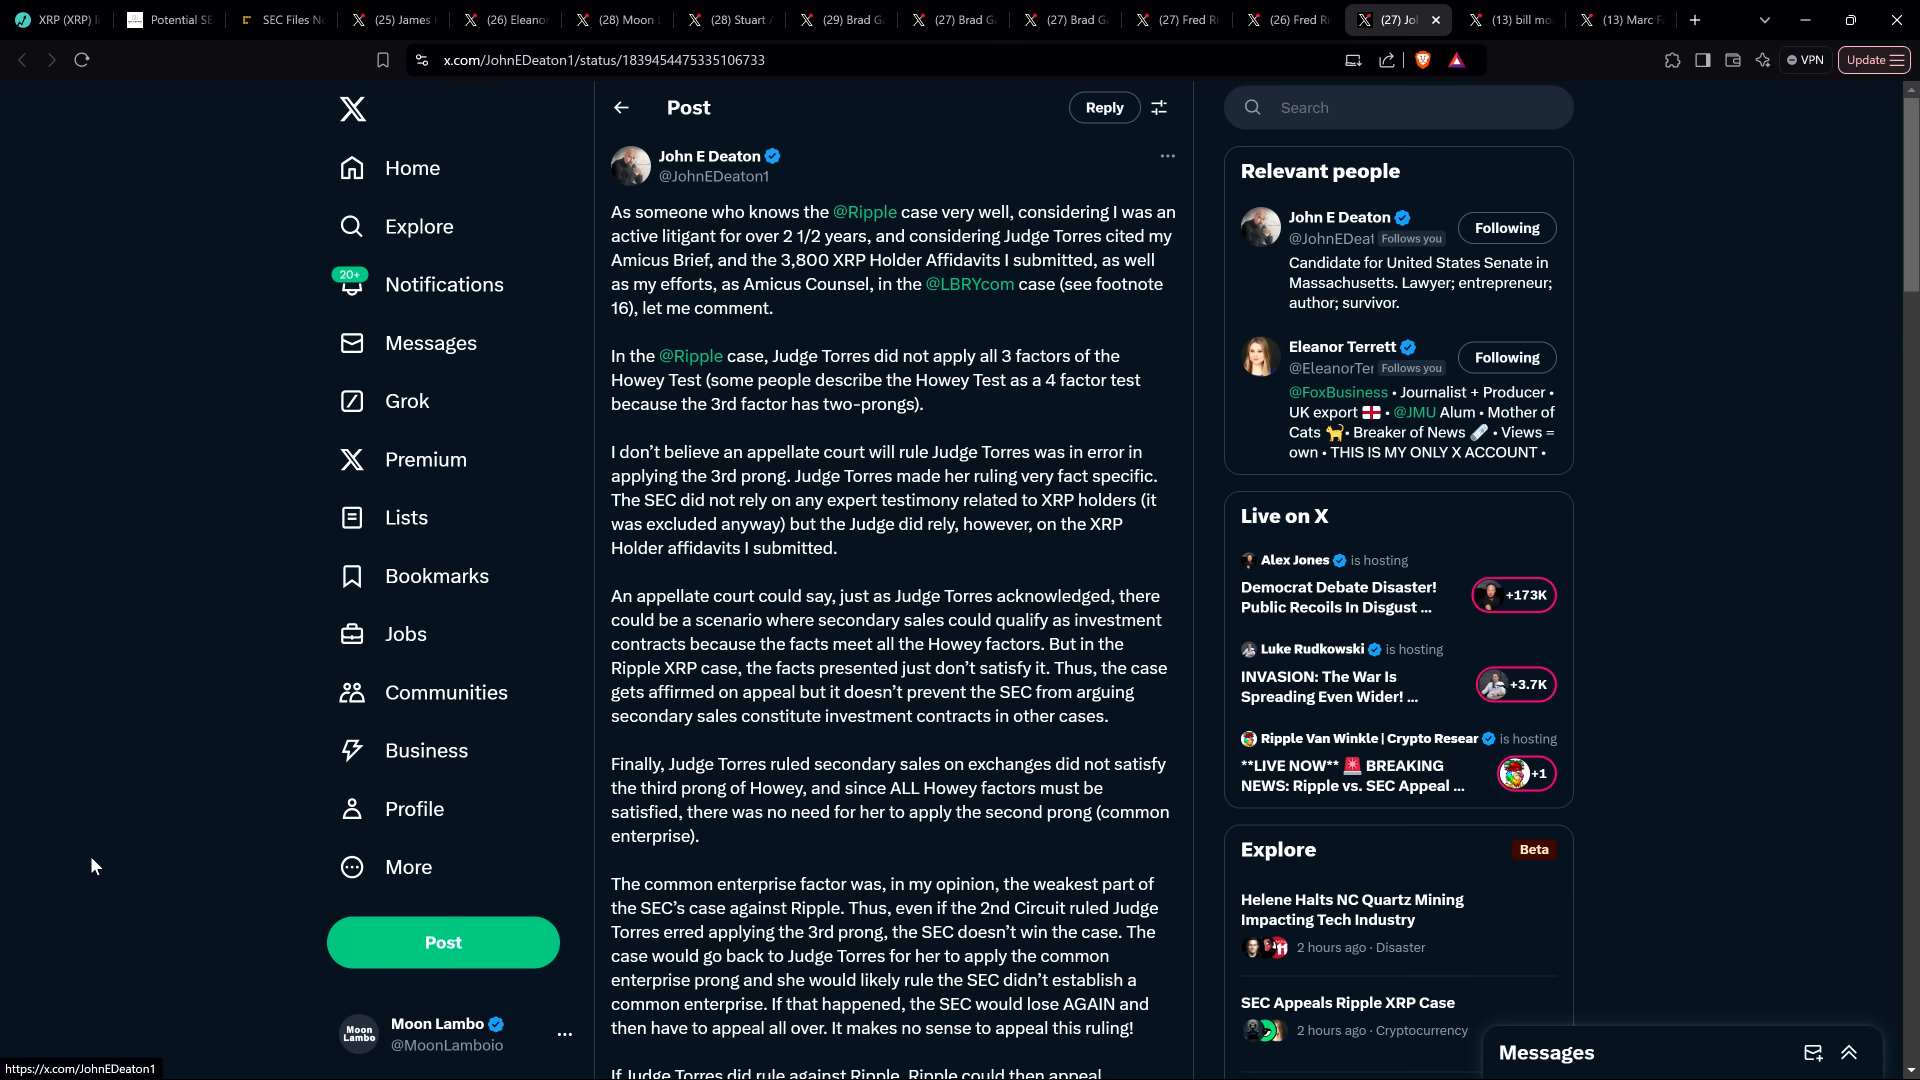 XRP (XRP) li
Potential SE
SEC Files No
(25) James
(26) Eleanor
(28) Moon L
(28) Stuart A
(29) Brad Ga
(27) Brad Ga
(27) Brad Ga
(27) Fred Ri
(26) Fred Ri
(27) Jo
(13) bill mo
(13) Marc F
x.com/JohnEDeaton1/status/1839454475335106733
VPN
Update
Home
Explore
20+
Notifications
Messages
Grok
Premium
Lists
Bookmarks
Jobs
Communities
Business
Profile
More
Post
Moon Lambo
Moon Lambo
@MoonLamboio
https://x.com/JohnEDeaton1
Post
Reply
John E Deaton
@JohnEDeaton1
As someone who knows the @Ripple case very well, considering I was an
active litigant for over 2 1/2 years, and considering Judge Torres cited my
Amicus Brief, and the 3,800 XRP Holder Affidavits I submitted, as well
as my efforts, as Amicus Counsel, in the @LBRYcom case (see footnote
16), let me comment.
In the @Ripple case, Judge Torres did not apply all 3 factors of the
Howey Test (some people describe the Howey Test as a 4 factor test
because the 3rd factor has two-prongs).
I don’t believe an appellate court will rule Judge Torres was in error in
applying the 3rd prong. Judge Torres made her ruling very fact specific.
The SEC did not rely on any expert testimony related to XRP holders (it
was excluded anyway) but the Judge did rely, however, on the XRP
Holder affidavits I submitted.
An appellate court could say, just as Judge Torres acknowledged, there
could be a scenario where secondary sales could qualify as investment
contracts because the facts meet all the Howey factors. But in the
Ripple XRP case, the facts presented just don’t satisfy it. Thus, the case
gets affirmed on appeal but it doesn’t prevent the SEC from arguing
secondary sales constitute investment contracts in other cases.
Finally, Judge Torres ruled secondary sales on exchanges did not satisfy
the third prong of Howey, and since ALL Howey factors must be
satisfied, there was no need for her to apply the second prong (common
enterprise).
The common enterprise factor was, in my opinion, the weakest part of
the SEC’s case against Ripple. Thus, even if the 2nd Circuit ruled Judge
Torres erred applying the 3rd prong, the SEC doesn’t win the case. The
case would go back to Judge Torres for her to apply the common
enterprise prong and she would likely rule the SEC didn’t establish a
common enterprise. If that happened, the SEC would lose AGAIN and
then have to appeal all over. It makes no sense to appeal this ruling!
If Judge Torres did rule against Ripple, Ripple could then appeal
Search
Relevant people
John E Deaton
@JohnEDeat Follows you
Following
Candidate for United States Senate in
Massachusetts. Lawyer; entrepreneur;
author; survivor.
Eleanor Terrett
@EleanorTer Follows you
Following
@FoxBusiness • Journalist + Producer •
UK export 🏴󠁧󠁢󠁥󠁮󠁧󠁿 • @JMU Alum • Mother of
Cats 🐈 • Breaker of News 🗞️ • Views =
own • THIS IS MY ONLY X ACCOUNT •
Live on X
Alex Jones is hosting
Democrat Debate Disaster!
Public Recoils In Disgust ...
+173K
Luke Rudkowski is hosting
INVASION: The War Is
Spreading Even Wider! ...
+3.7K
Ripple Van Winkle | Crypto Resear is hosting
**LIVE NOW** 🚨 BREAKING
NEWS: Ripple vs. SEC Appeal ...
+1
Explore
Beta
Helene Halts NC Quartz Mining
Impacting Tech Industry
2 hours ago · Disaster
SEC Appeals Ripple XRP Case
2 hours ago · Cryptocurrency
Messages